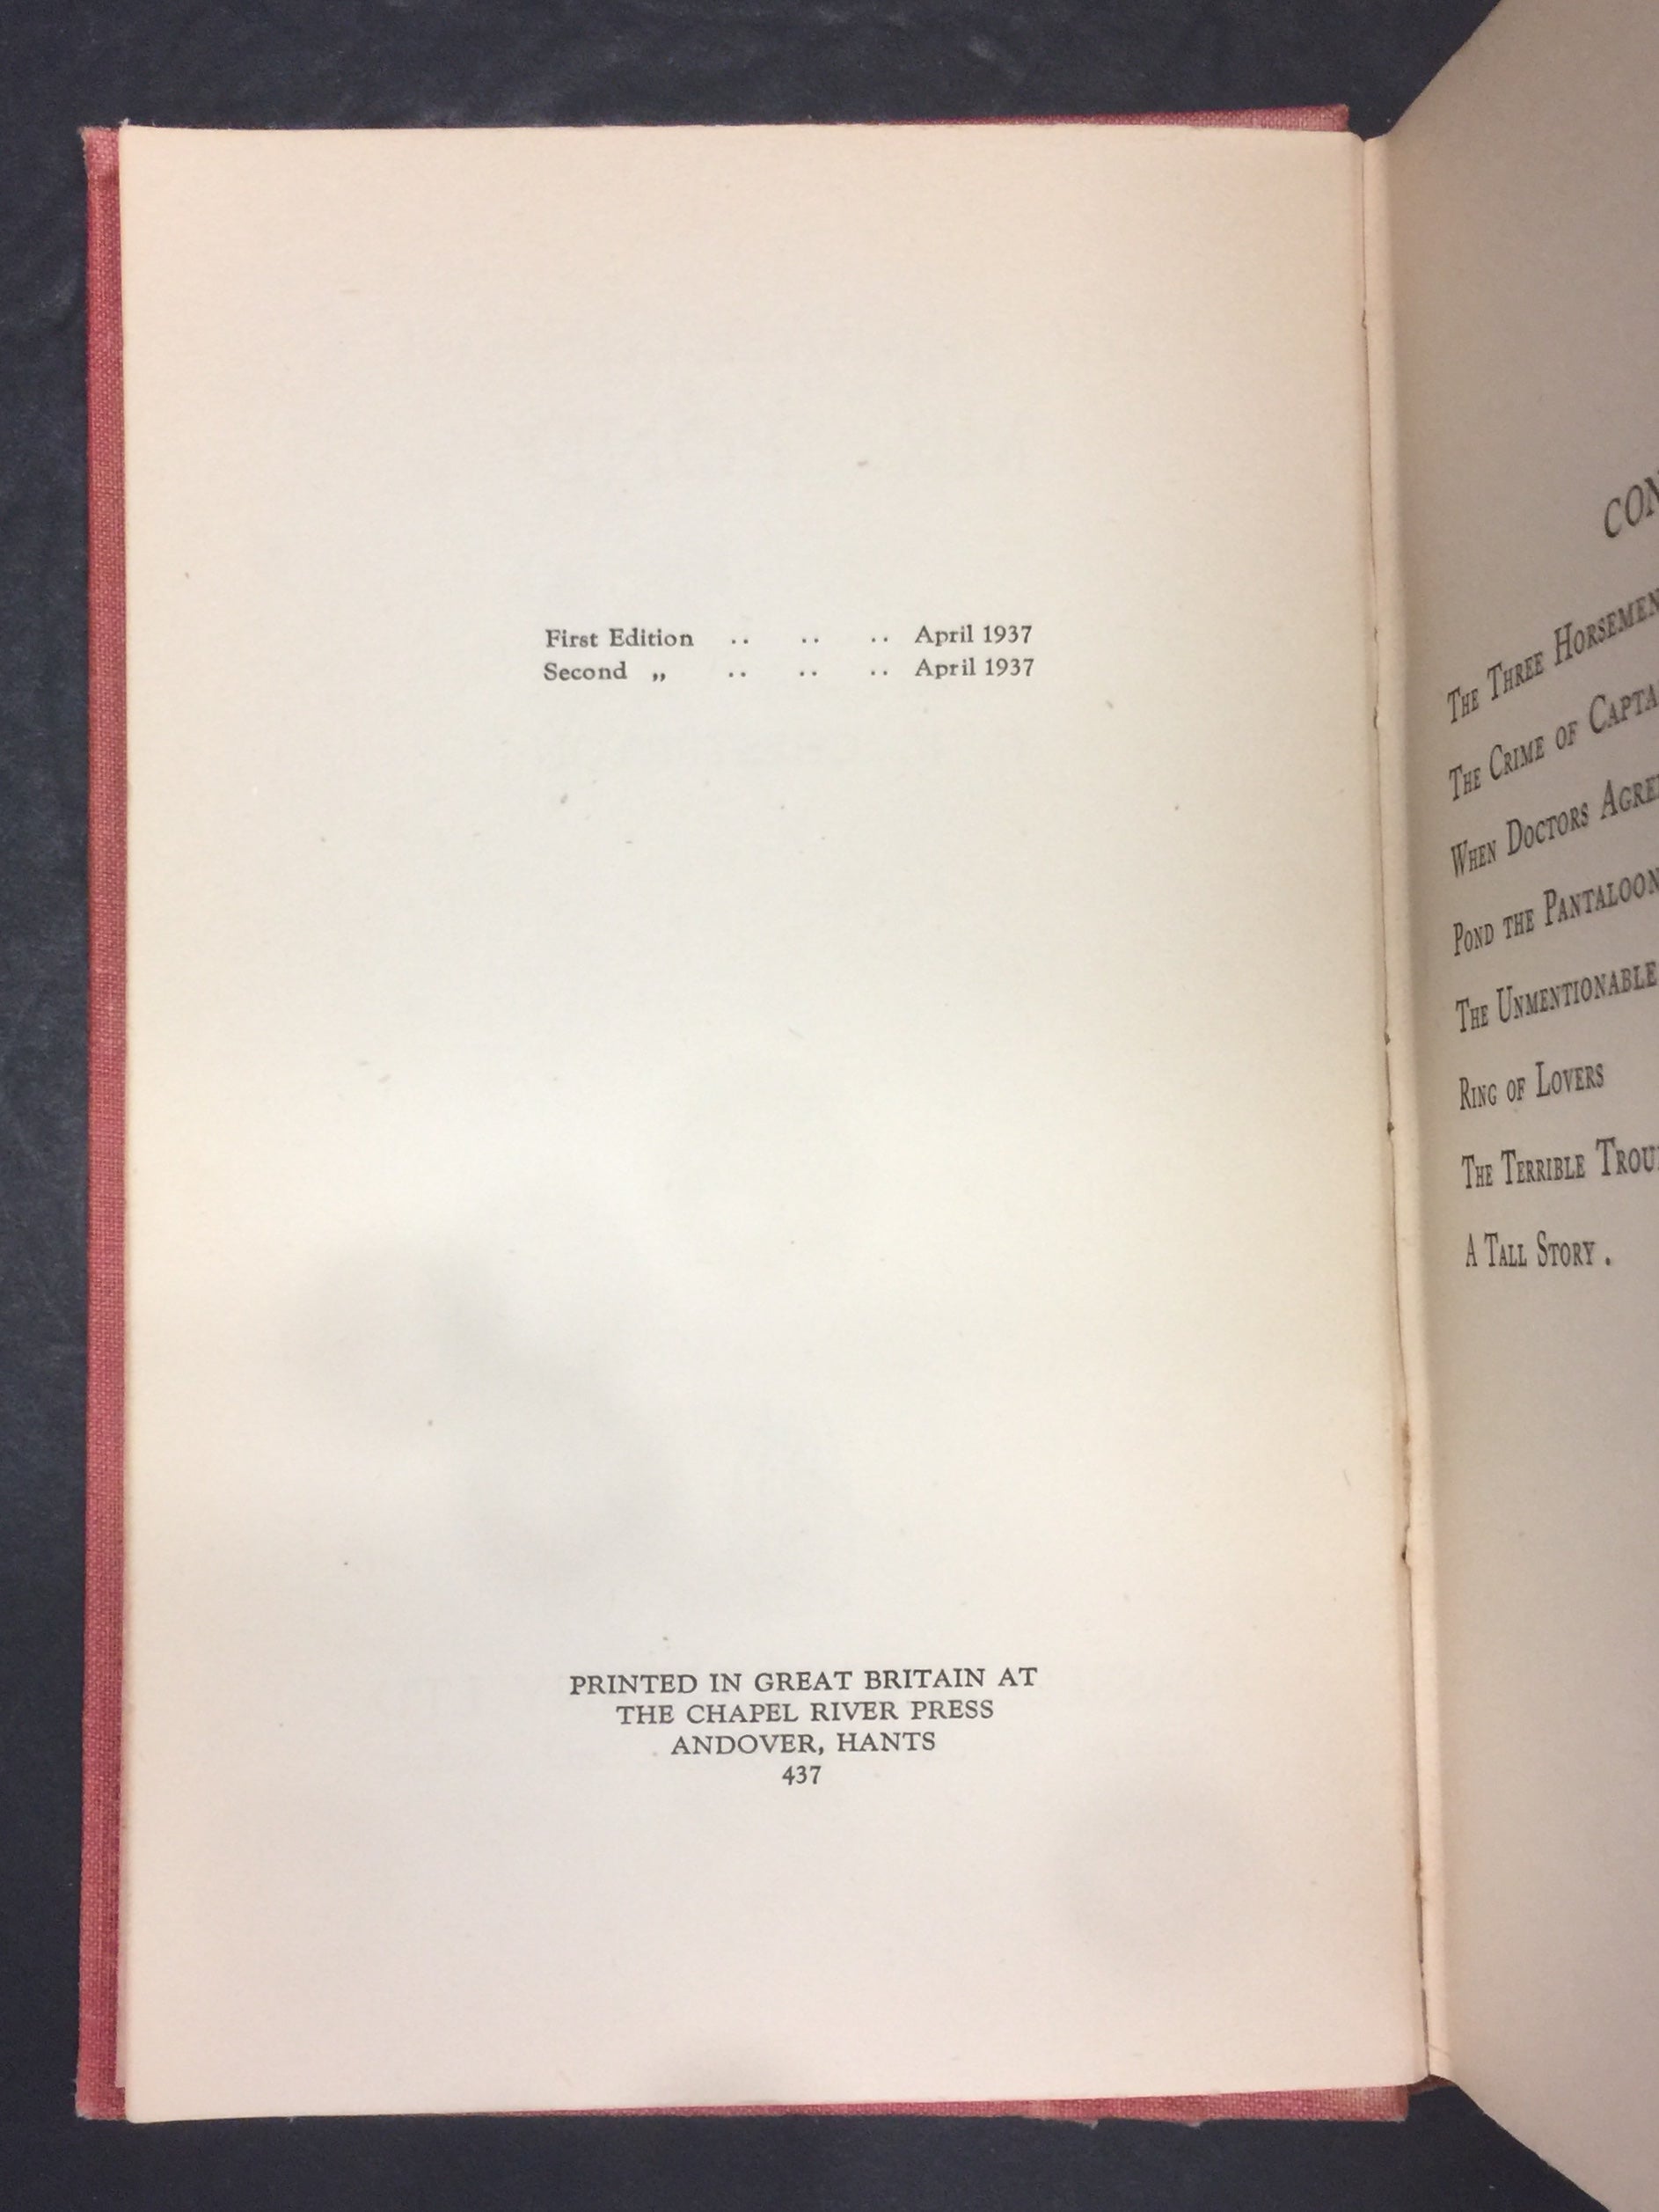 First Edition .. .. .. April 1937
Second „ .. .. .. April 1937
PRINTED IN GREAT BRITAIN AT
THE CHAPEL RIVER PRESS
ANDOVER, HANTS
437
CON
THE THREE HORSEMEN
THE CRIME OF CAPTA
WHEN DOCTORS AGRE
POND THE PANTALOON
THE UNMENTIONABLE
RING OF LOVERS
THE TERRIBLE TROU
A TALL STORY .